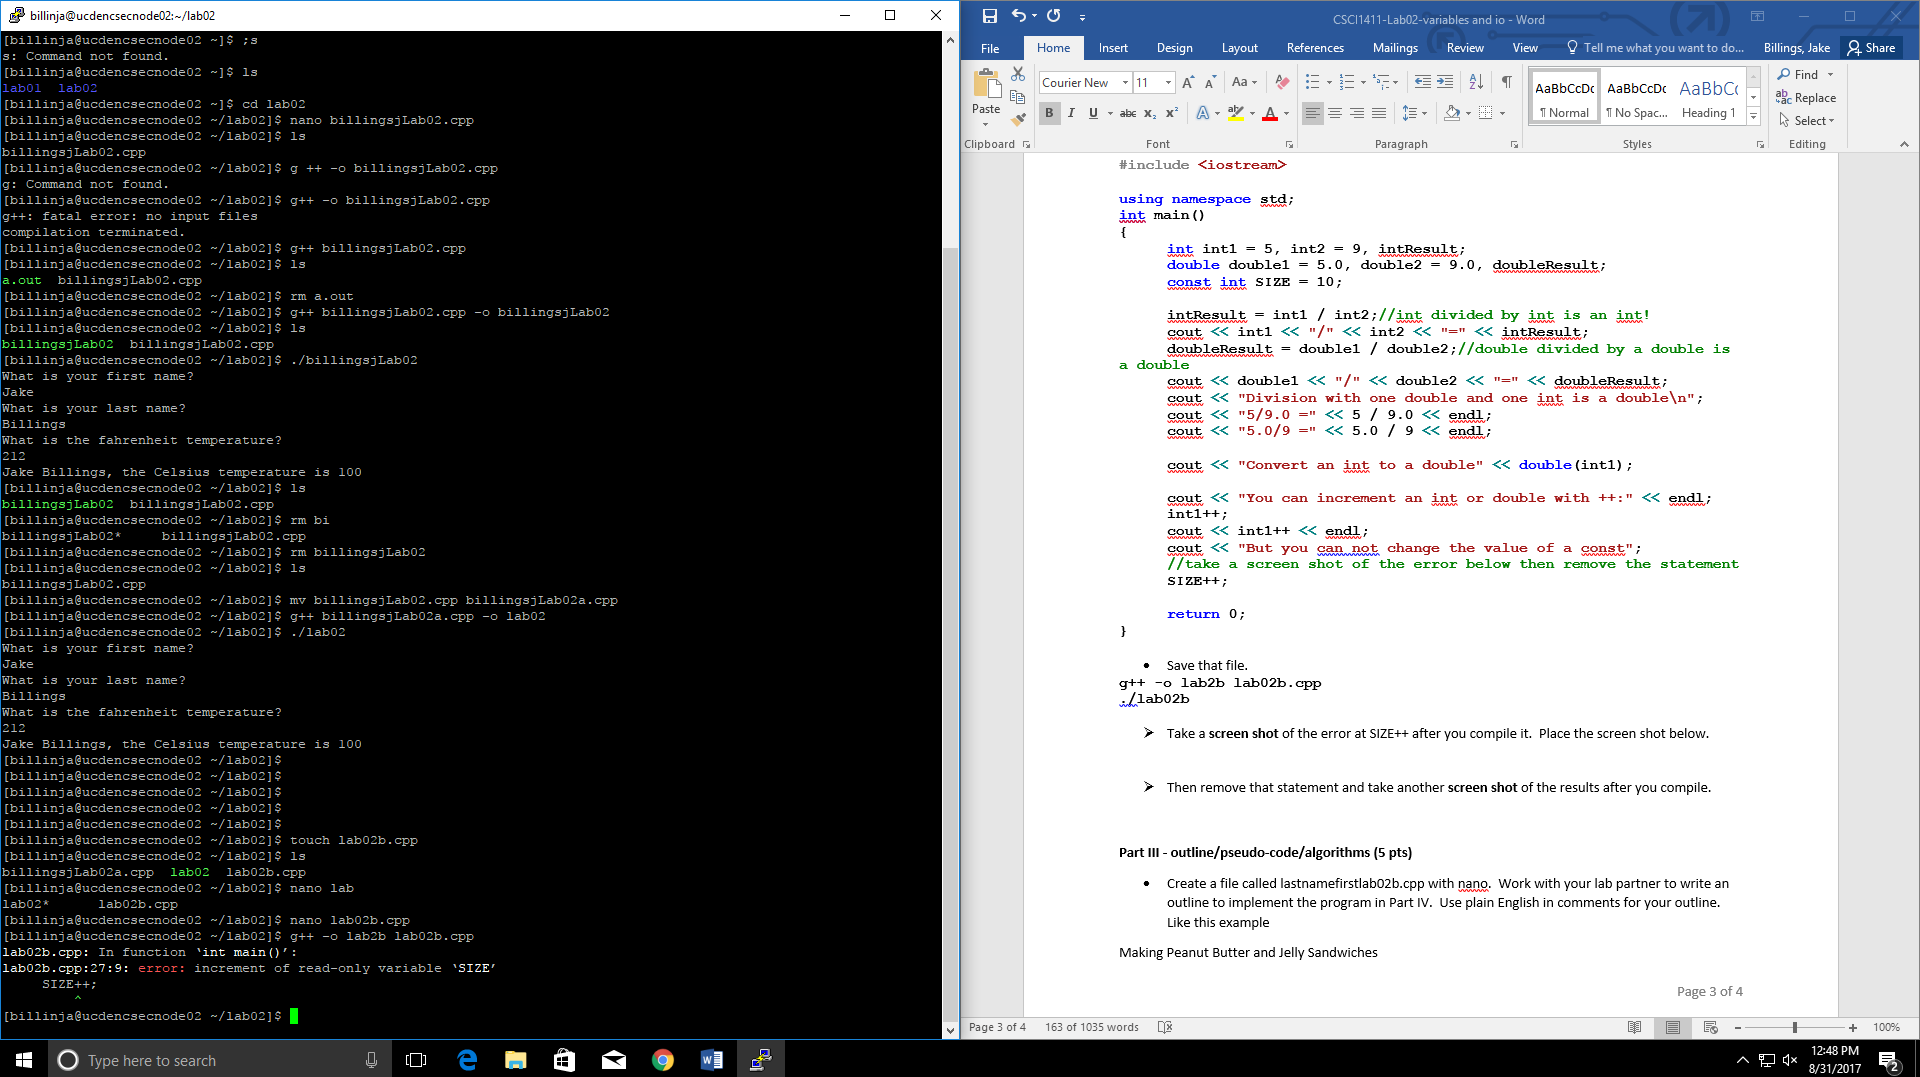 billinja@ucdencsecnode02:~/lab02
[billinja@ucdencsecnode02 ~]$ ;s
s: Command not found.
[billinja@ucdencsecnode02 ~]$ ls
lab01  lab02
[billinja@ucdencsecnode02 ~]$ cd lab02
[billinja@ucdencsecnode02 ~/lab02]$ nano billingsjLab02.cpp
[billinja@ucdencsecnode02 ~/lab02]$ ls
billingsjLab02.cpp
[billinja@ucdencsecnode02 ~/lab02]$ g ++ -o billingsjLab02.cpp
g: Command not found.
[billinja@ucdencsecnode02 ~/lab02]$ g++ -o billingsjLab02.cpp
g++: fatal error: no input files
compilation terminated.
[billinja@ucdencsecnode02 ~/lab02]$ g++ billingsjLab02.cpp
[billinja@ucdencsecnode02 ~/lab02]$ ls
a.out  billingsjLab02.cpp
[billinja@ucdencsecnode02 ~/lab02]$ rm a.out
[billinja@ucdencsecnode02 ~/lab02]$ g++ billingsjLab02.cpp -o billingsjLab02
[billinja@ucdencsecnode02 ~/lab02]$ ls
billingsjLab02  billingsjLab02.cpp
[billinja@ucdencsecnode02 ~/lab02]$ ./billingsjLab02
What is your first name?
Jake
What is your last name?
Billings
What is the fahrenheit temperature?
212
Jake Billings, the Celsius temperature is 100
[billinja@ucdencsecnode02 ~/lab02]$ ls
billingsjLab02  billingsjLab02.cpp
[billinja@ucdencsecnode02 ~/lab02]$ rm bi
billingsjLab02*     billingsjLab02.cpp
[billinja@ucdencsecnode02 ~/lab02]$ rm billingsjLab02
[billinja@ucdencsecnode02 ~/lab02]$ ls
billingsjLab02.cpp
[billinja@ucdencsecnode02 ~/lab02]$ mv billingsjLab02.cpp billingsjLab02a.cpp
[billinja@ucdencsecnode02 ~/lab02]$ g++ billingsjLab02a.cpp -o lab02
[billinja@ucdencsecnode02 ~/lab02]$ ./lab02
What is your first name?
Jake
What is your last name?
Billings
What is the fahrenheit temperature?
212
Jake Billings, the Celsius temperature is 100
[billinja@ucdencsecnode02 ~/lab02]$
[billinja@ucdencsecnode02 ~/lab02]$
[billinja@ucdencsecnode02 ~/lab02]$
[billinja@ucdencsecnode02 ~/lab02]$
[billinja@ucdencsecnode02 ~/lab02]$
[billinja@ucdencsecnode02 ~/lab02]$ touch lab02b.cpp
[billinja@ucdencsecnode02 ~/lab02]$ ls
billingsjLab02a.cpp  lab02  lab02b.cpp
[billinja@ucdencsecnode02 ~/lab02]$ nano lab
lab02*      lab02b.cpp
[billinja@ucdencsecnode02 ~/lab02]$ nano lab02b.cpp
[billinja@ucdencsecnode02 ~/lab02]$ g++ -o lab2b lab02b.cpp
lab02b.cpp: In function ‘int main()’:
lab02b.cpp:27:9: error: increment of read-only variable ‘SIZE’
     SIZE++;
         ^
[billinja@ucdencsecnode02 ~/lab02]$
CSCI1411-Lab02-variables and io - Word
File Home Insert Design Layout References Mailings Review View Tell me what you want to do... Billings, Jake Share
Paste
Clipboard
Courier New 11
Aa
B I U abc x₂ x² A A
Font
Paragraph
AaBbCcDc AaBbCcDc AaBbCc
¶ Normal ¶ No Spac... Heading 1
Styles
Find
Replace
Select
Editing
#include <iostream>
using namespace std;
int main()
{
int int1 = 5, int2 = 9, intResult;
double double1 = 5.0, double2 = 9.0, doubleResult;
const int SIZE = 10;
intResult = int1 / int2;//int divided by int is an int!
cout << int1 << "/" << int2 << "=" << intResult;
doubleResult = double1 / double2;//double divided by a double is
a double
cout << double1 << "/" << double2 << "=" << doubleResult;
cout << "Division with one double and one int is a double\n";
cout << "5/9.0 =" << 5 / 9.0 << endl;
cout << "5.0/9 =" << 5.0 / 9 << endl;
cout << "Convert an int to a double" << double(int1);
cout << "You can increment an int or double with ++:" << endl;
int1++;
cout << int1++ << endl;
cout << "But you can not change the value of a const";
//take a screen shot of the error below then remove the statement
SIZE++;
return 0;
}
• Save that file.
g++ -o lab2b lab02b.cpp
./lab02b
➢ Take a screen shot of the error at SIZE++ after you compile it.  Place the screen shot below.
➢ Then remove that statement and take another screen shot of the results after you compile.
Part III - outline/pseudo-code/algorithms (5 pts)
• Create a file called lastnamefirstlab02b.cpp with nano.  Work with your lab partner to write an
outline to implement the program in Part IV.  Use plain English in comments for your outline.
Like this example
Making Peanut Butter and Jelly Sandwiches
Page 3 of 4
Page 3 of 4 163 of 1035 words 100%
Type here to search
12:48 PM
8/31/2017
2